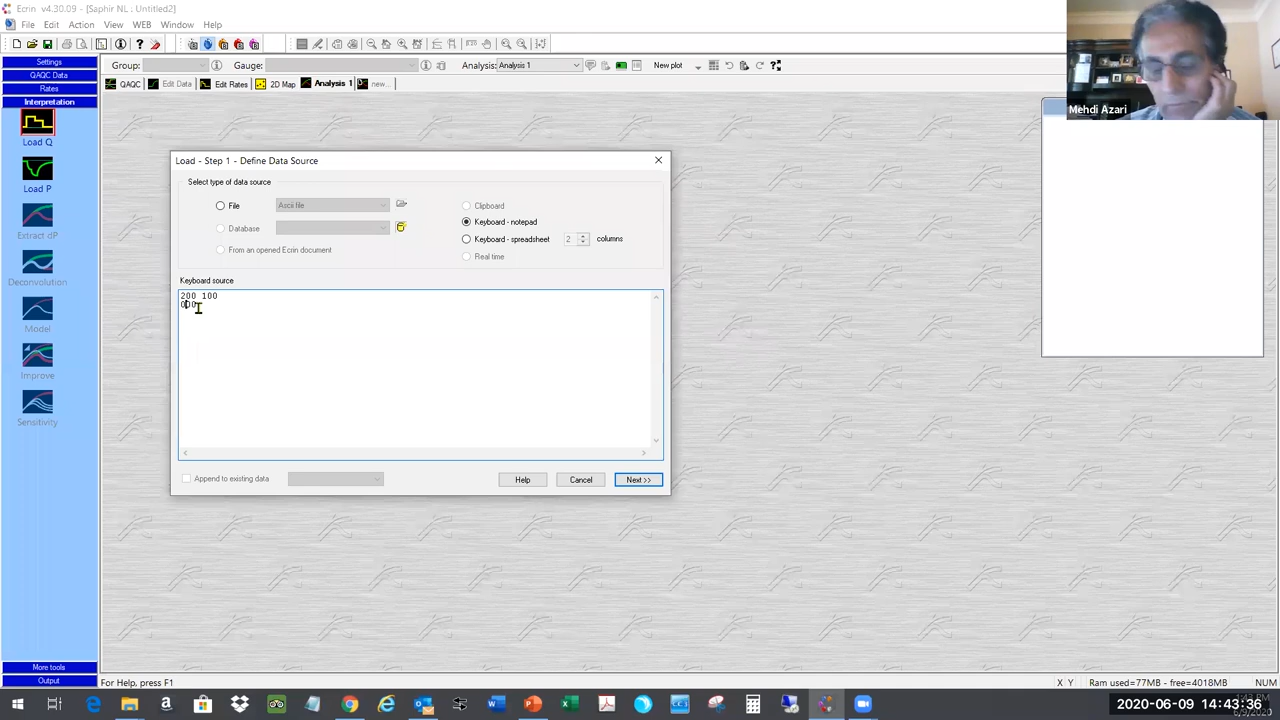 Ecrin v4.30.09 - [Saphir NL : Untitled2]
File Edit Action View WEB Window Help
Group: Gauge: Analysis: Analysis 1 New plot
QAQC Edit Data Edit Rates 2D Map Analysis 1 new...
Settings
QAQC Data
Rates
Interpretation
Load Q
Load P
Extract dP
Deconvolution
Model
Improve
Sensitivity
More tools
Output
Mehdi Azari
Load - Step 1 - Define Data Source
Select type of data source
File Ascii file Clipboard
Database Keyboard - notepad
Keyboard - spreadsheet 2 columns
From an opened Ecrin document Real time
Keyboard source
200 100
Append to existing data Help Cancel Next >>
For Help, press F1 X Y Ram used=77MB - free=4018MB NUM
2020-06-09 14:43:36